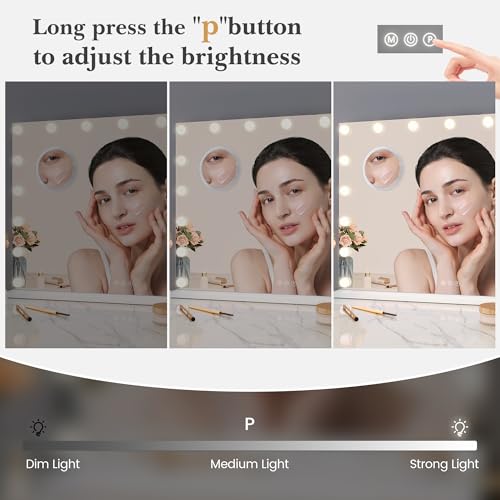 Long press the "p"button
to adjust the brightness
M P
P
Dim Light Medium Light Strong Light